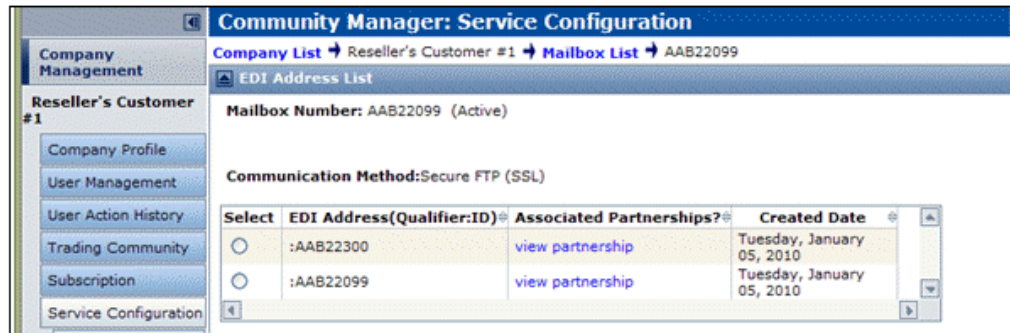 Community Manager: Service Configuration
Company Management
Company List → Reseller's Customer #1 → Mailbox List → AAB22099
EDI Address List
Reseller's Customer #1
Mailbox Number: AAB22099 (Active)
Company Profile
User Management
Communication Method:Secure FTP (SSL)
User Action History
Select EDI Address(Qualifier:ID) Associated Partnerships? Created Date
Trading Community
:AAB22300 view partnership Tuesday, January 05, 2010
Subscription
:AAB22099 view partnership Tuesday, January 05, 2010
Service Configuration